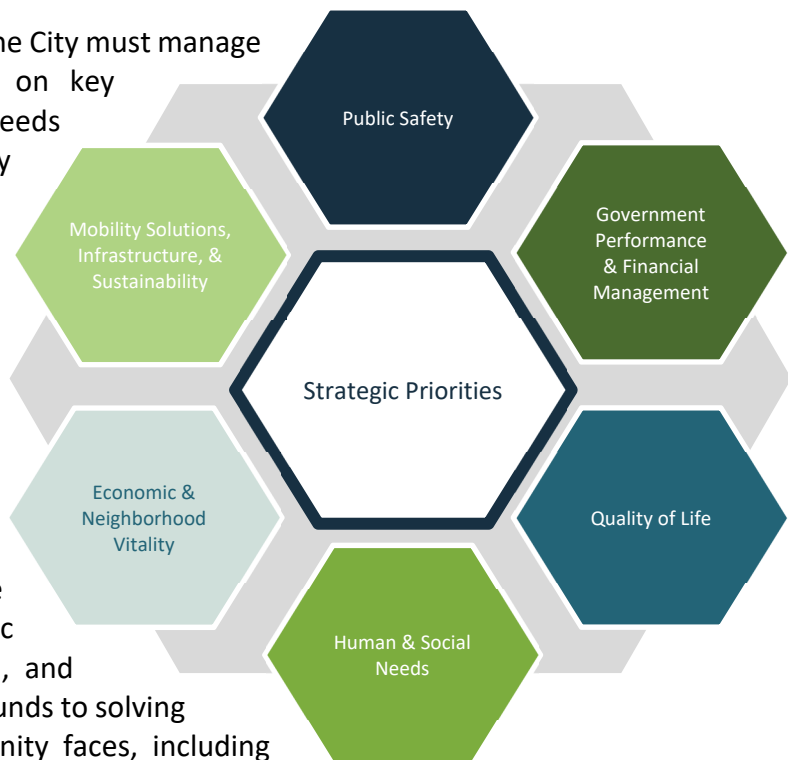 he City must manage
on key
eeds
y
Public Safety
Government
Performance
& Financial
Management
Mobility Solutions,
Infrastructure, &
Sustainability
Strategic Priorities
Economic &
Neighborhood
Vitality
Quality of Life
Human & Social
Needs
e
c
, and
unds to solving
nity faces, including